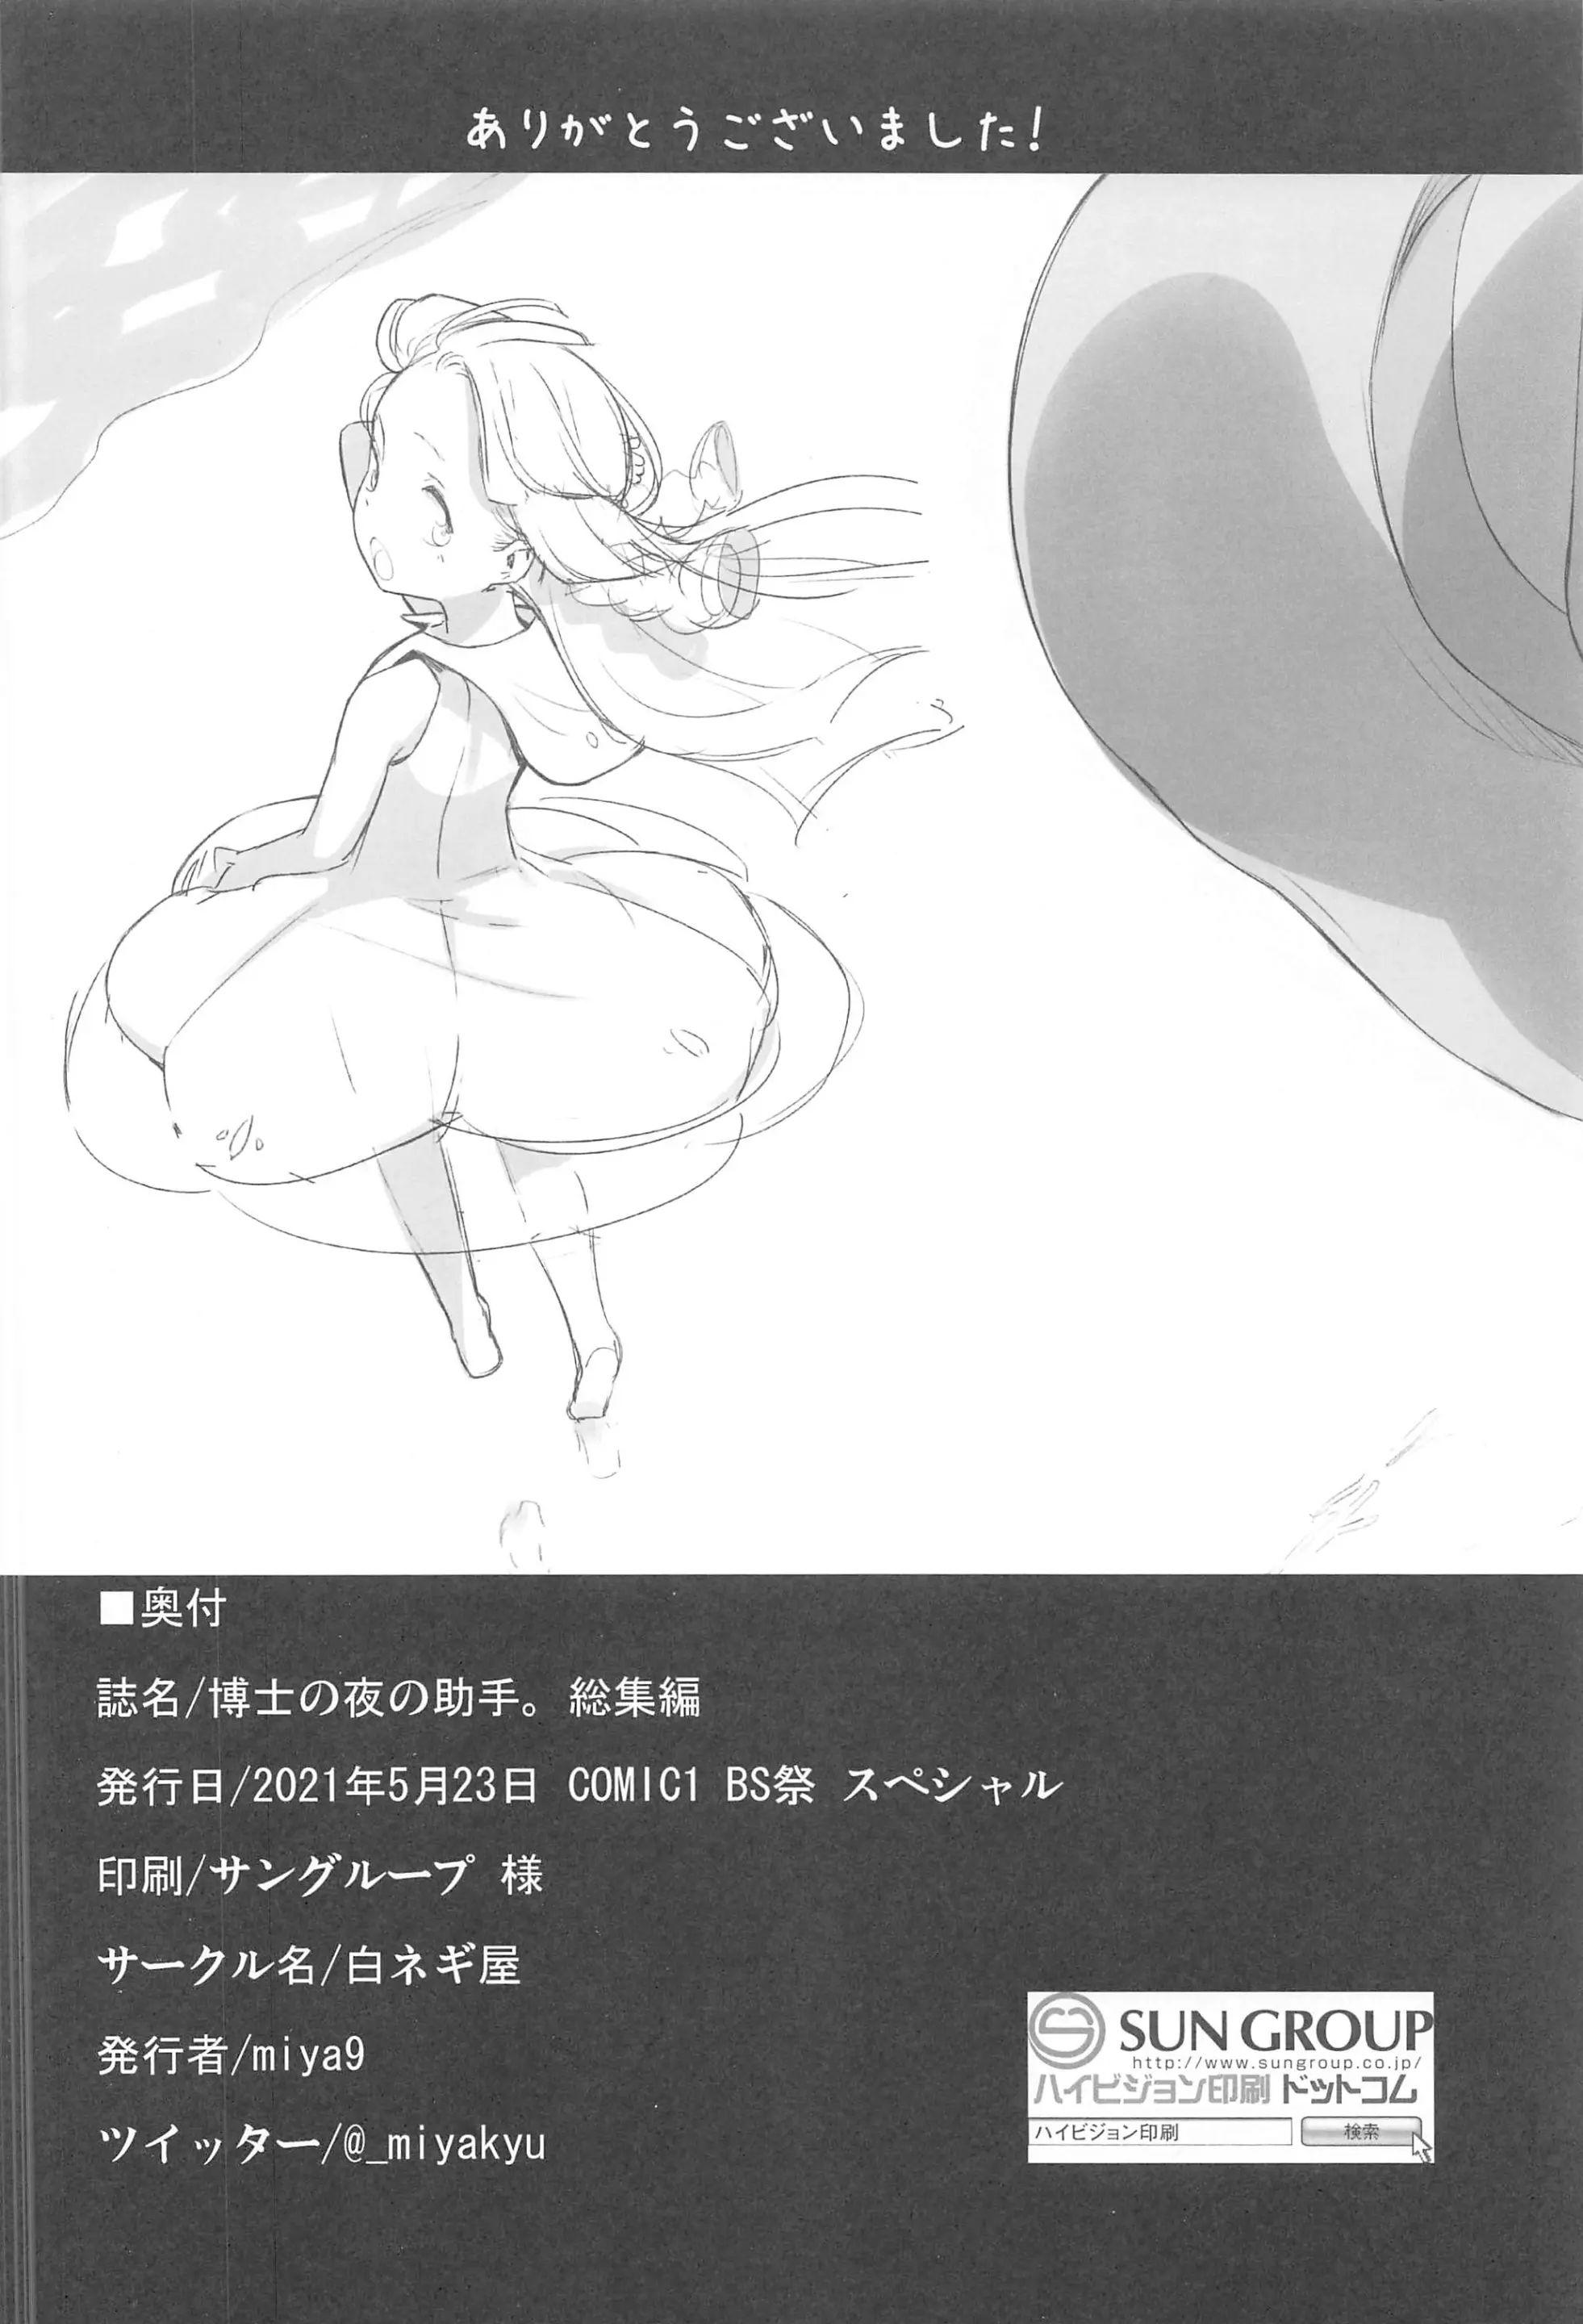 ありがとうございました!
■奥付
誌名/博士の夜の助手。総集編
発行日/2021年5月23日 COMIC1 BS祭 スペシャル
印刷/サングループ 様
サークル名/白ネギ屋
発行者/miya9
ツイッター/@_miyakyu
SUN GROUP
http://www.sungroup.co.jp/
ハイビジョン印刷 ドットコム
ハイビジョン印刷 検索